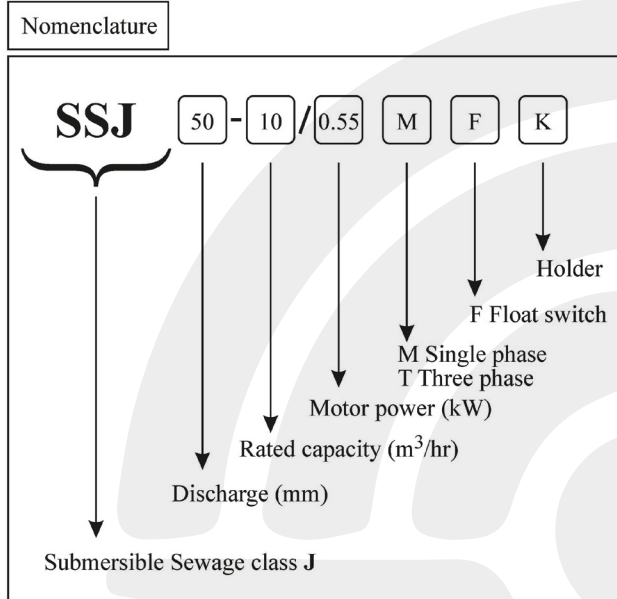 Nomenclature
SSJ 50 - 10 / 0.55 M F K
Holder
F Float switch
M Single phase
T Three phase
Motor power (kW)
Rated capacity (m³/hr)
Discharge (mm)
Submersible Sewage class J